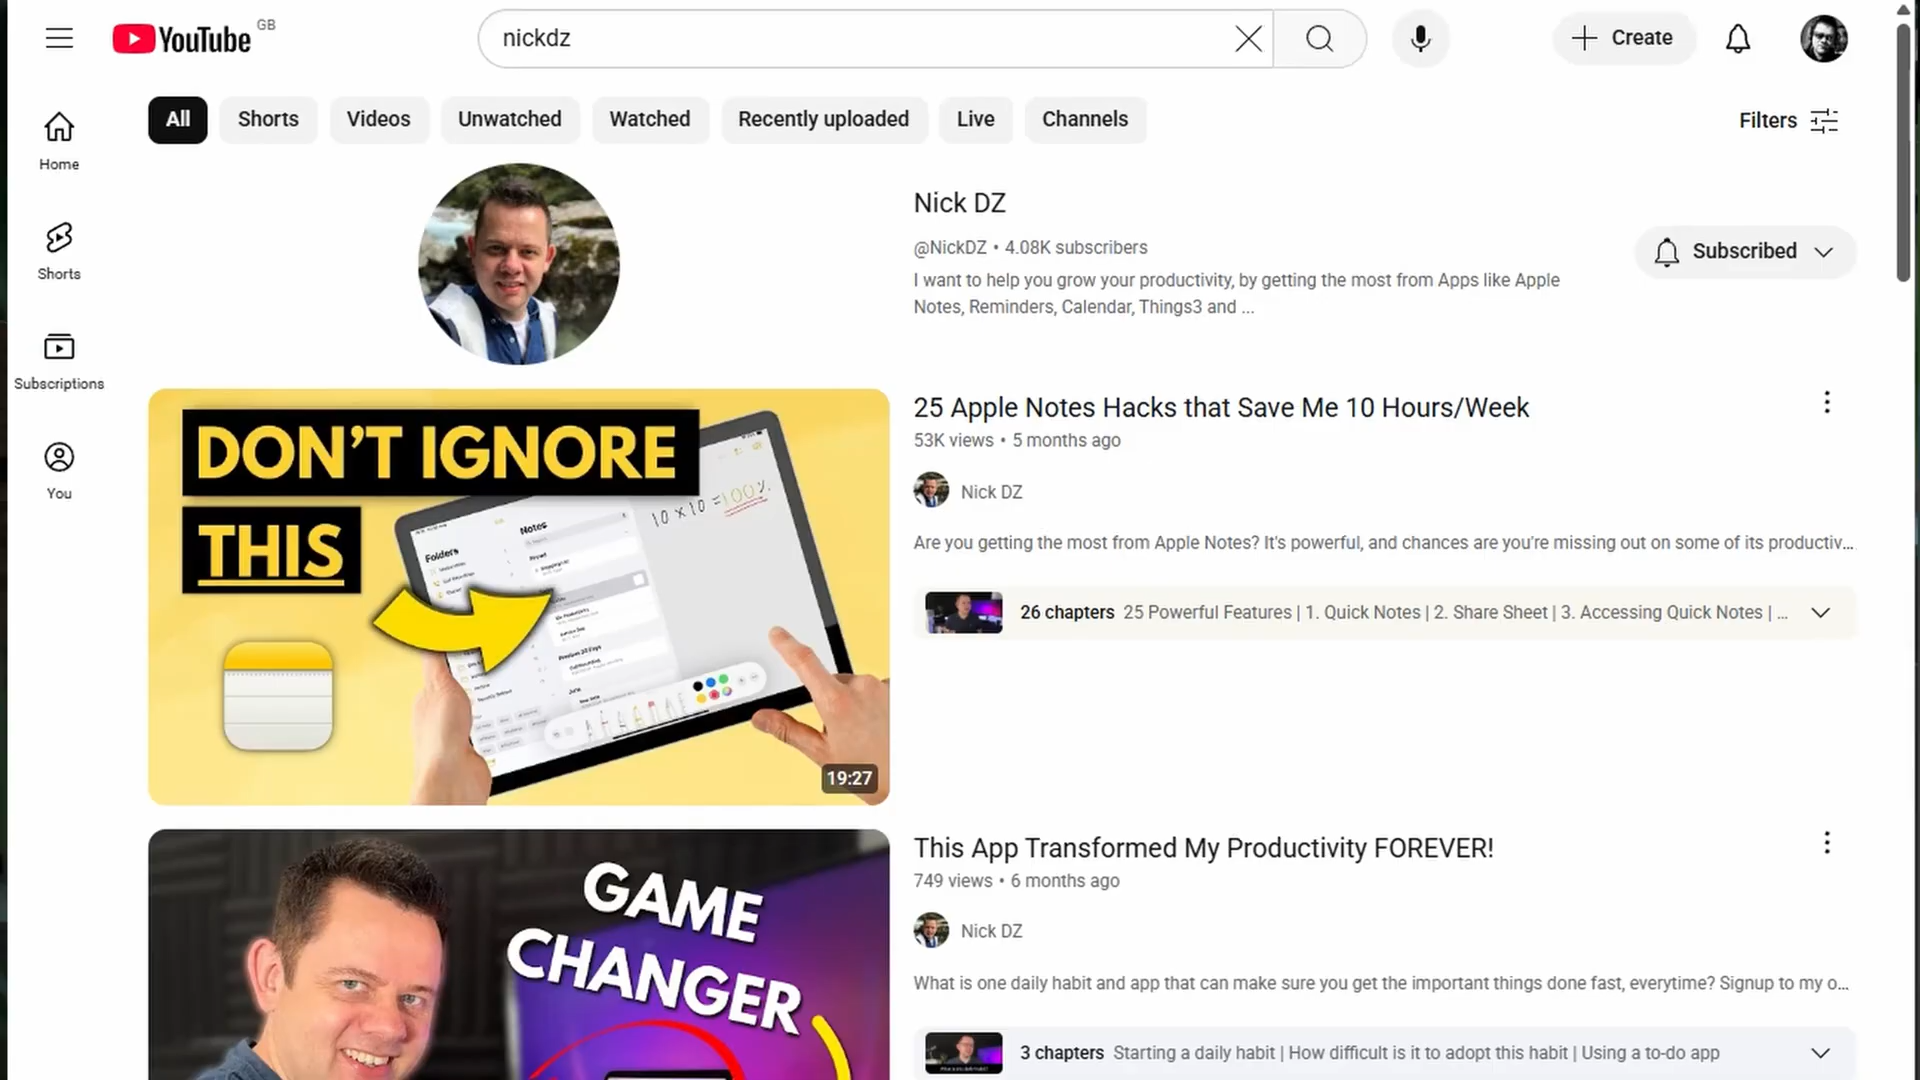 YouTube GB
nickdz
Create
All
Shorts
Videos
Unwatched
Watched
Recently uploaded
Live
Channels
Filters
Home
Shorts
Subscriptions
You
Nick DZ
@NickDZ • 4.08K subscribers
I want to help you grow your productivity, by getting the most from Apps like Apple
Notes, Reminders, Calendar, Things3 and ...
Subscribed
DON'T IGNORE
THIS
Folders
Notes
10 x 10 = 100%.
19:27
25 Apple Notes Hacks that Save Me 10 Hours/Week
53K views • 5 months ago
Nick DZ
Are you getting the most from Apple Notes? It's powerful, and chances are you're missing out on some of its productiv...
26 chapters 25 Powerful Features | 1. Quick Notes | 2. Share Sheet | 3. Accessing Quick Notes | ...
GAME
CHANGER
This App Transformed My Productivity FOREVER!
749 views • 6 months ago
Nick DZ
What is one daily habit and app that can make sure you get the important things done fast, everytime? Signup to my o...
3 chapters Starting a daily habit | How difficult is it to adopt this habit | Using a to-do app